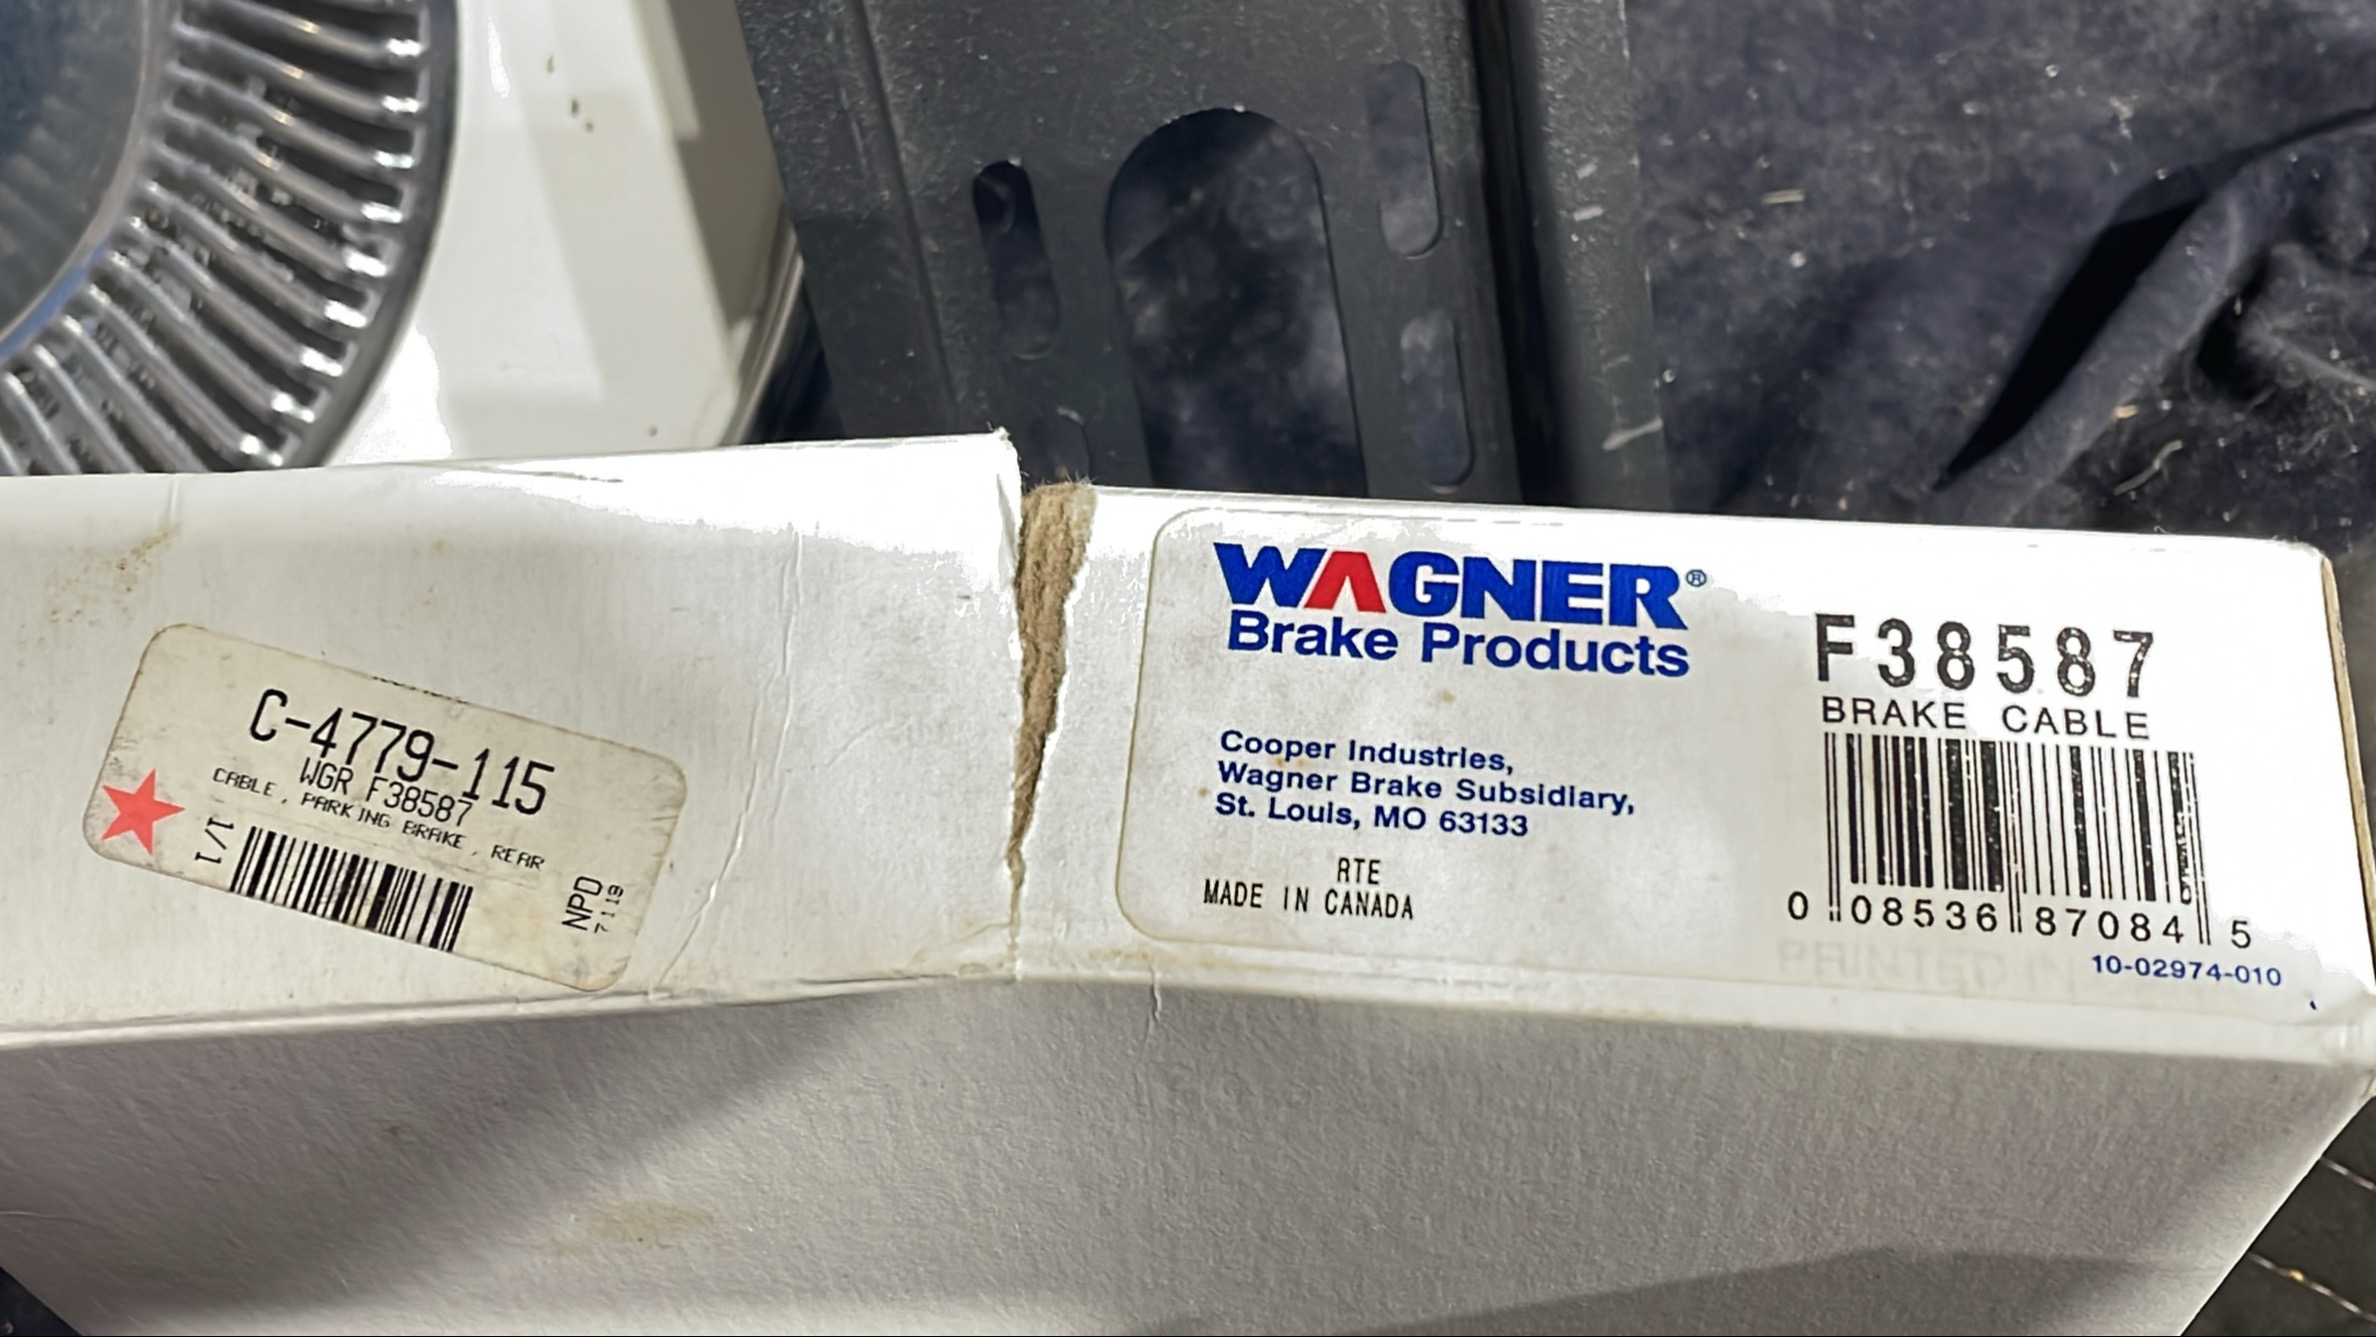 C-4779-115
WGR F38587
CABLE, PARKING BRAKE, REAR
1/1
NPD
7119
WAGNER®
Brake Products
Cooper Industries,
Wagner Brake Subsidiary,
St. Louis, MO 63133
RTE
MADE IN CANADA
F38587
BRAKE CABLE
0 08536 87084 5
PRINTED IN
10-02974-010